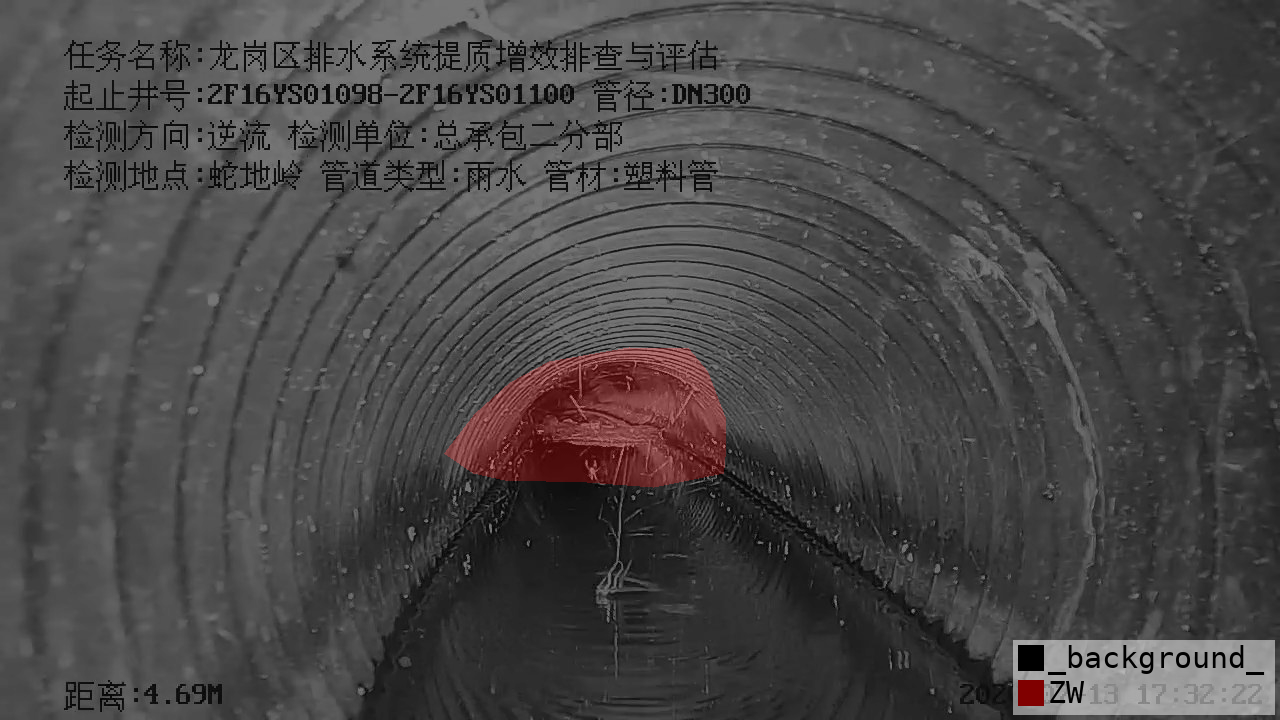 任务名称:龙岗区排水系统提质增效排查与评估
起止井号:2F16YS01098-2F16YS01100 管径:DN300
检测方向:逆流 检测单位:总承包二分部
检测地点:蛇地岭 管道类型:雨水 管材:塑料管
距离:4.69M
13 17:32:22
_background_
ZW